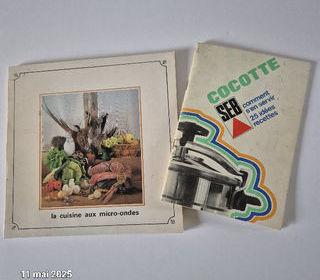 la cuisine aux micro-ondes
COCOTTE
SEB
comment
s'en servir
25 idées
recettes
11 mai 2025